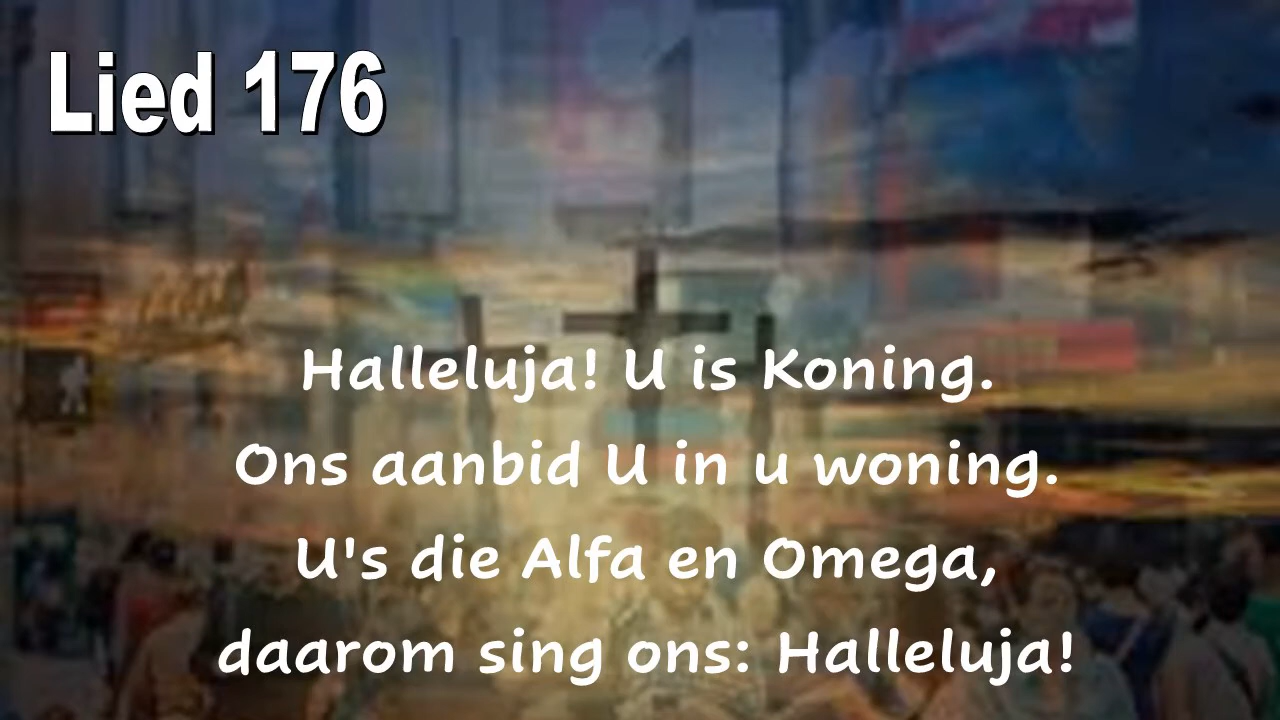 Lied 176
Halleluja! U is Koning.
Ons aanbid U in u woning.
U's die Alfa en Omega,
daarom sing ons: Halleluja!